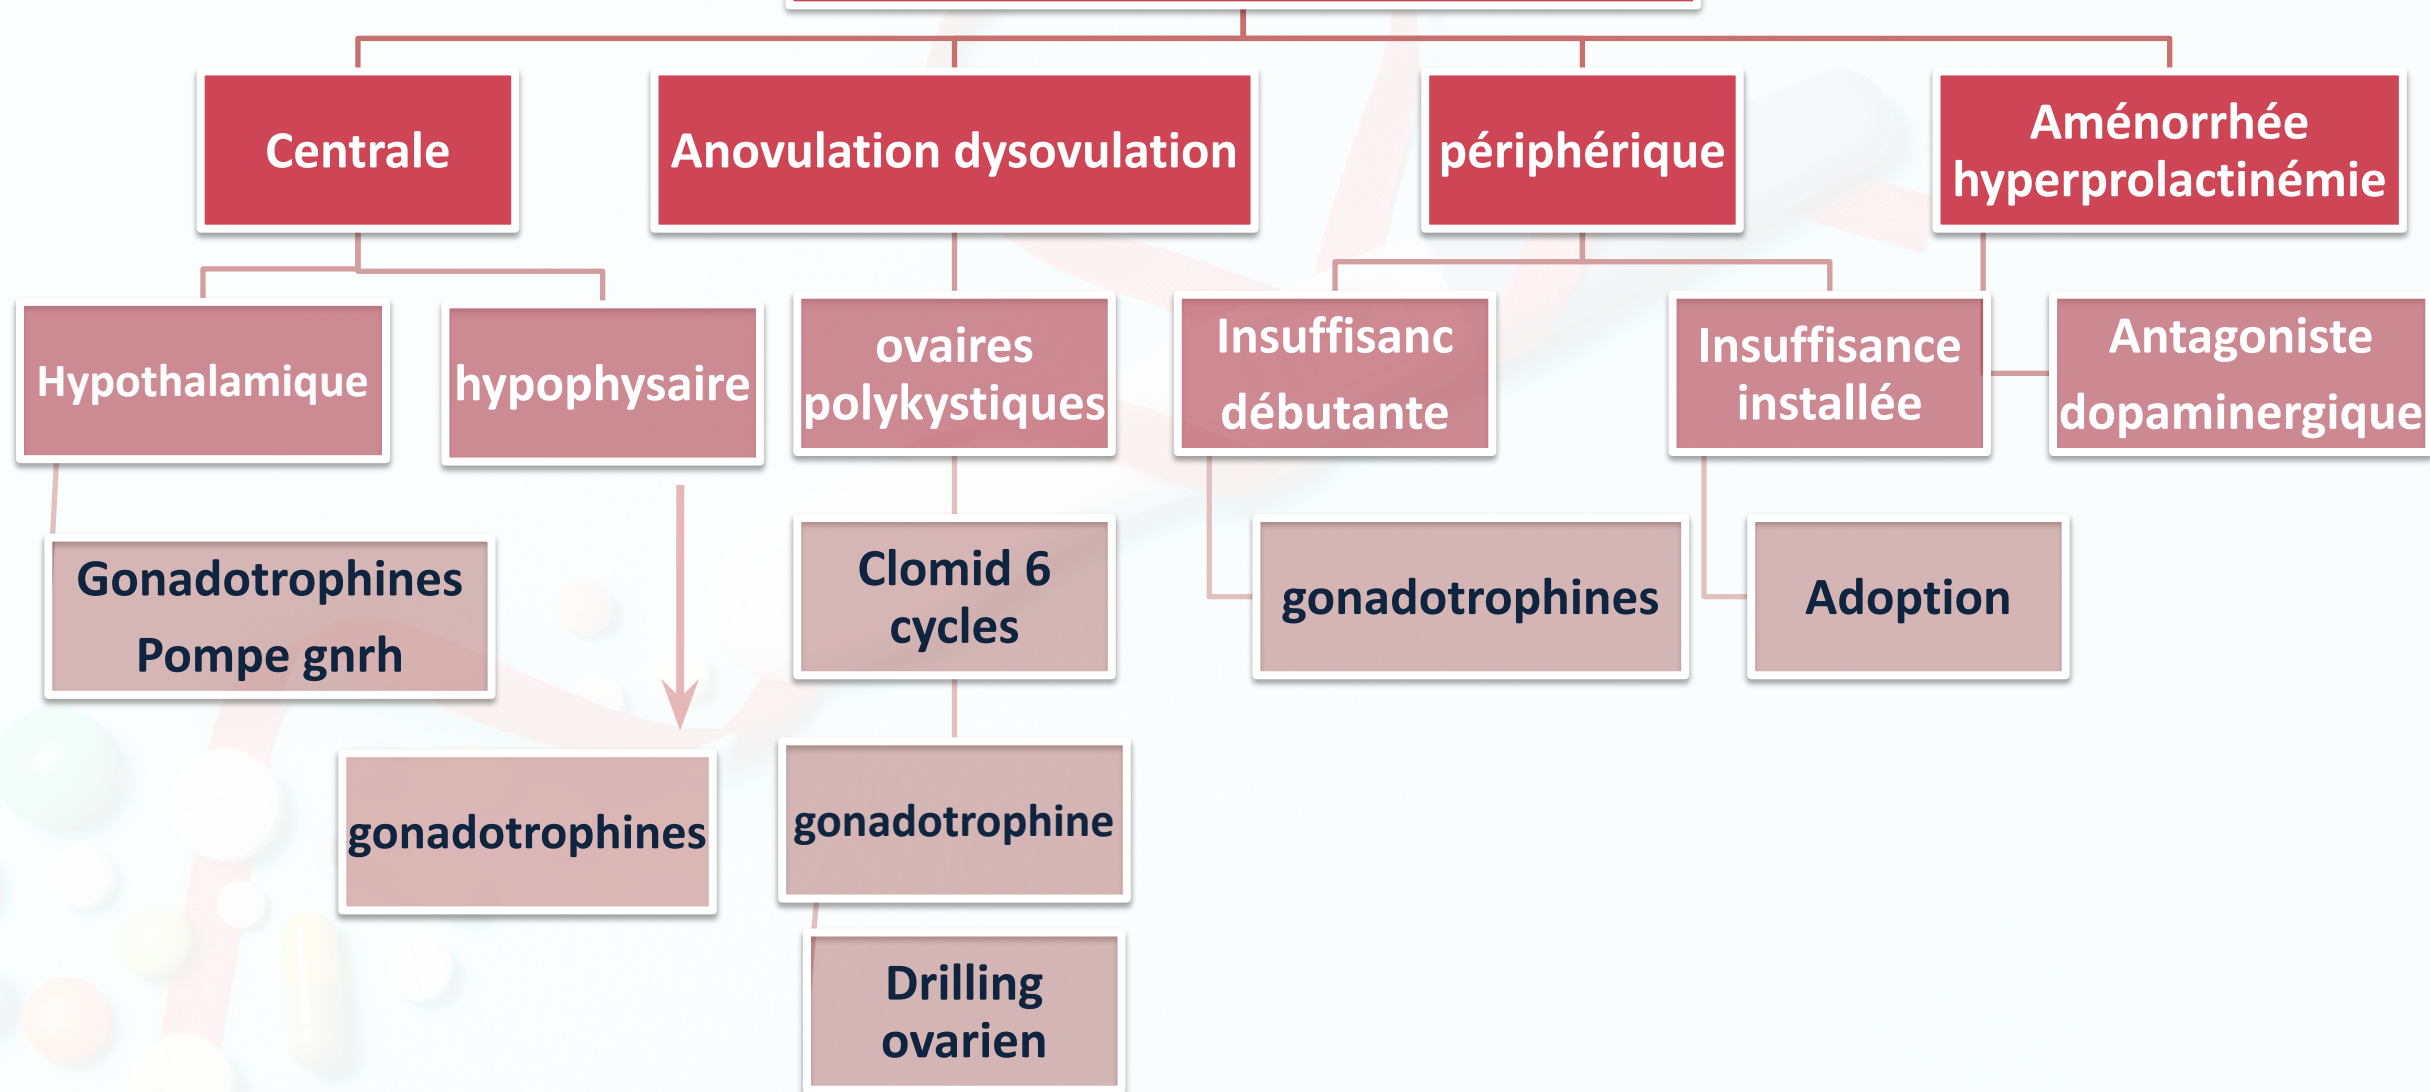 Centrale
Anovulation dysovulation
périphérique
Aménorrhée
hyperprolactinémie
Hypothalamique
hypophysaire
ovaires
polykystiques
Insuffisanc
débutante
Insuffisance
installée
Antagoniste
dopaminergique
Gonadotrophines
Pompe gnrh
Clomid 6
cycles
gonadotrophines
Adoption
gonadotrophines
gonadotrophine
Drilling
ovarien